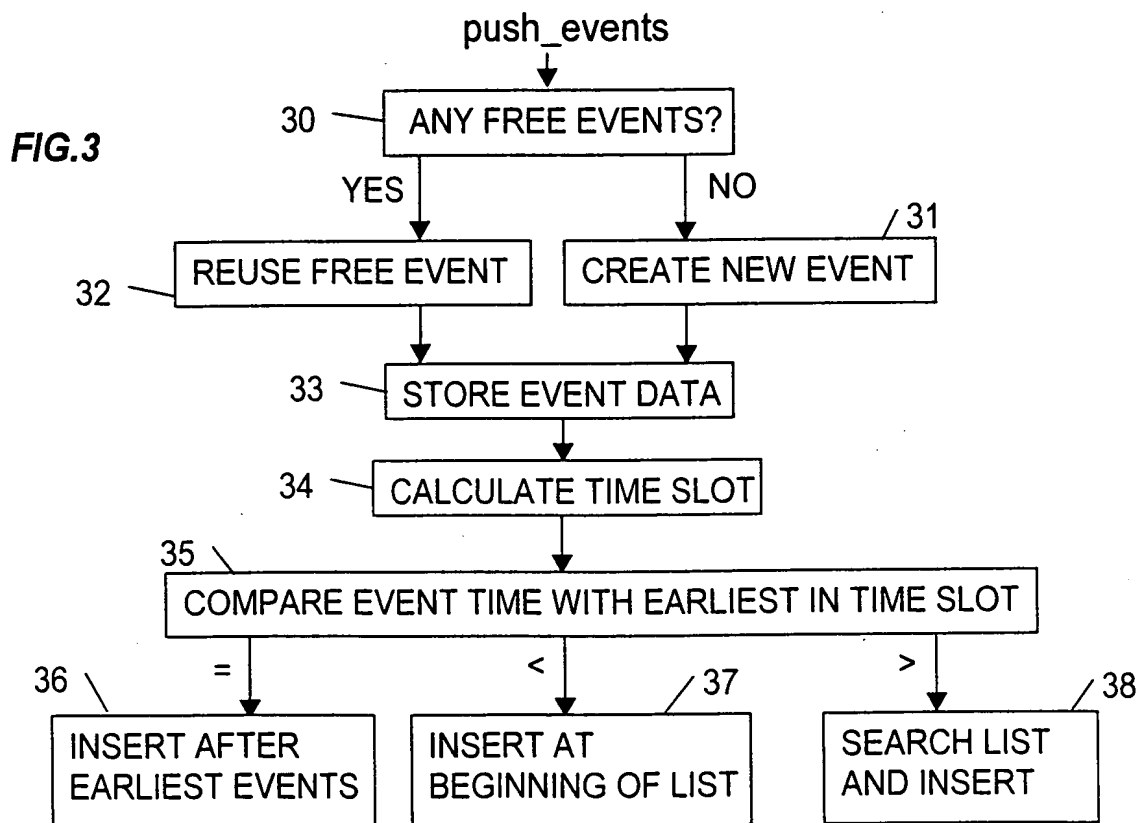 push_events
30
ANY FREE EVENTS?
FIG.3
YES
NO
31
REUSE FREE EVENT
CREATE NEW EVENT
32
33
STORE EVENT DATA
34
CALCULATE TIME SLOT
35
COMPARE EVENT TIME WITH EARLIEST IN TIME SLOT
=
<
>
36
37
38
INSERT AFTER
EARLIEST EVENTS
INSERT AT
BEGINNING OF LIST
SEARCH LIST
AND INSERT